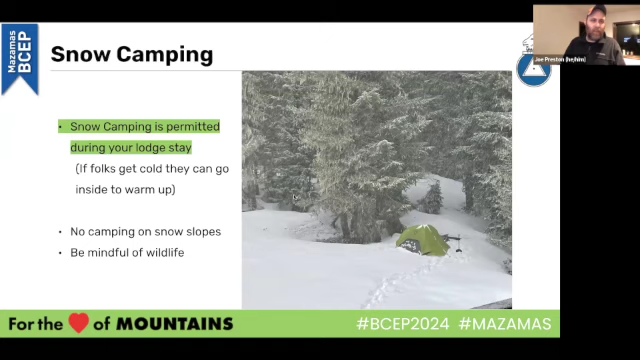 Mazamas
BCEP
Snow Camping
Joe Preston (he/him)
• Snow Camping is permitted
during your lodge stay
(If folks get cold they can go
inside to warm up)
• No camping on snow slopes
• Be mindful of wildlife
For the ❤ of MOUNTAINS
#BCEP2024 #MAZAMAS